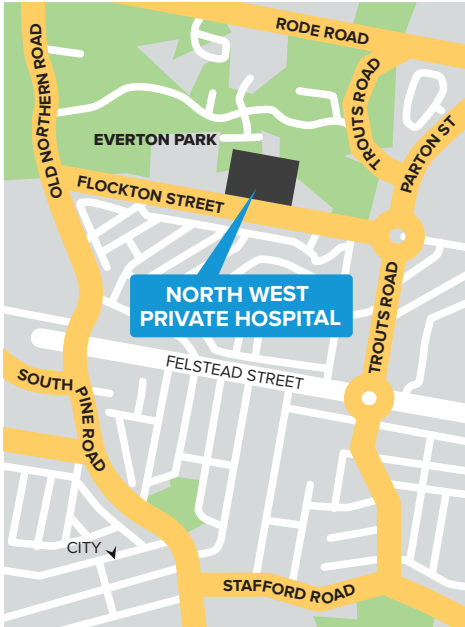 RODE ROAD
OLD NORTHERN ROAD
TROUTS ROAD
PARTON ST
EVERTON PARK
FLOCKTON STREET
NORTH WEST
PRIVATE HOSPITAL
TROUTS ROAD
FELSTEAD STREET
SOUTH PINE ROAD
CITY
STAFFORD ROAD